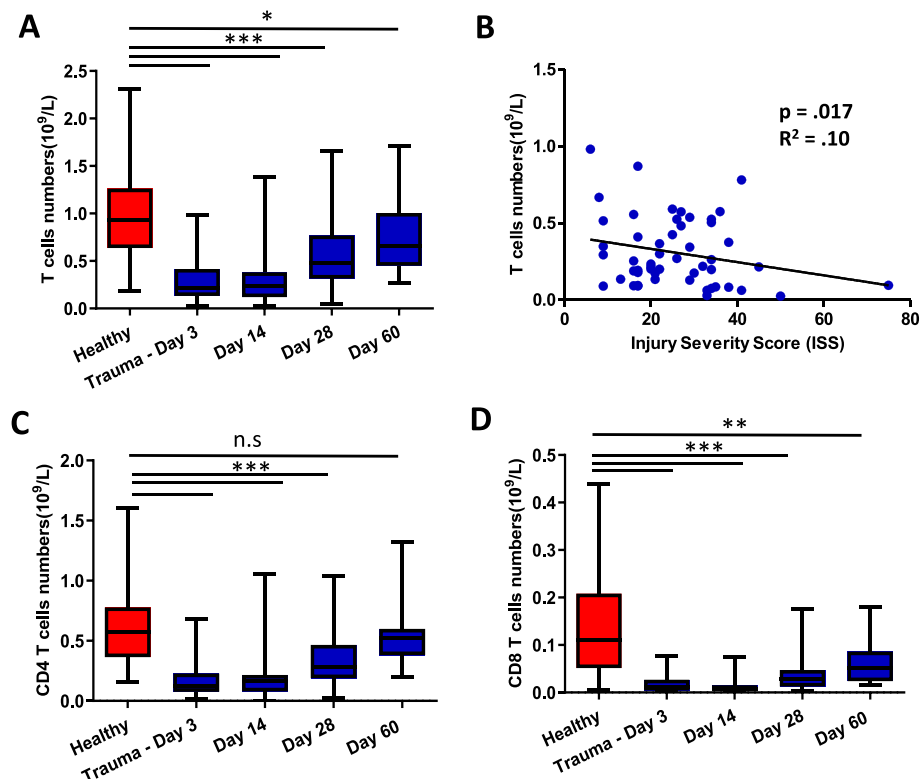 A
*
***
T cells numbers(10⁹/L)
2.5
2.0
1.5
1.0
0.5
0.0
Healthy
Trauma - Day 3
Day 14
Day 28
Day 60
B
T cells numbers(10⁹/L)
1.5
1.0
0.5
0.0
p = .017
R² = .10
0
20
40
60
80
Injury Severity Score (ISS)
C
n.s
***
CD4 T cells numbers(10⁹/L)
2.0
1.5
1.0
0.5
0.0
Healthy
Trauma - Day 3
Day 14
Day 28
Day 60
D
**
***
CD8 T cells numbers(10⁹/L)
0.5
0.4
0.3
0.2
0.1
0.0
Healthy
Trauma - Day 3
Day 14
Day 28
Day 60